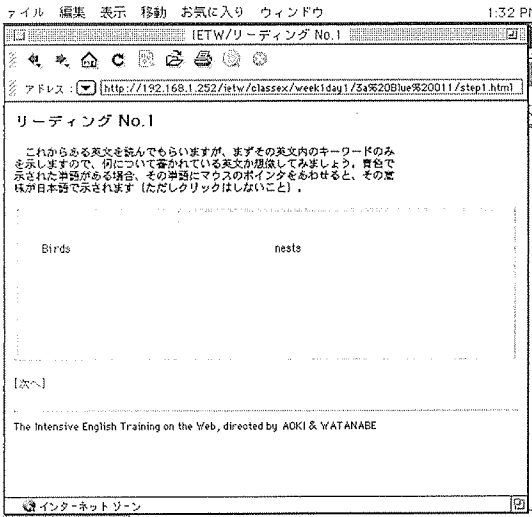 ァイル 編集 表示 移動 お気に入り ウィンドウ 1:32 PM
IETW/リーディング No.1
アドレス: http://192.168.1.252/ietw/classex/week1day1/3a%20Blue%20011/step1.html
リーディング No.1
これからある英文を読んでもらいますが、まずその英文内のキーワードのみ
を示しますので、何について書かれている英文か想像してみましょう。青色で
示された単語がある場合、その単語にマウスのポインタをあわせると、その意
味が日本語で示されます(ただしクリックはしないこと)。
Birds nests
[次へ]
The Intensive English Training on the Web, directed by AOKI & WATANABE
インターネット ゾーン